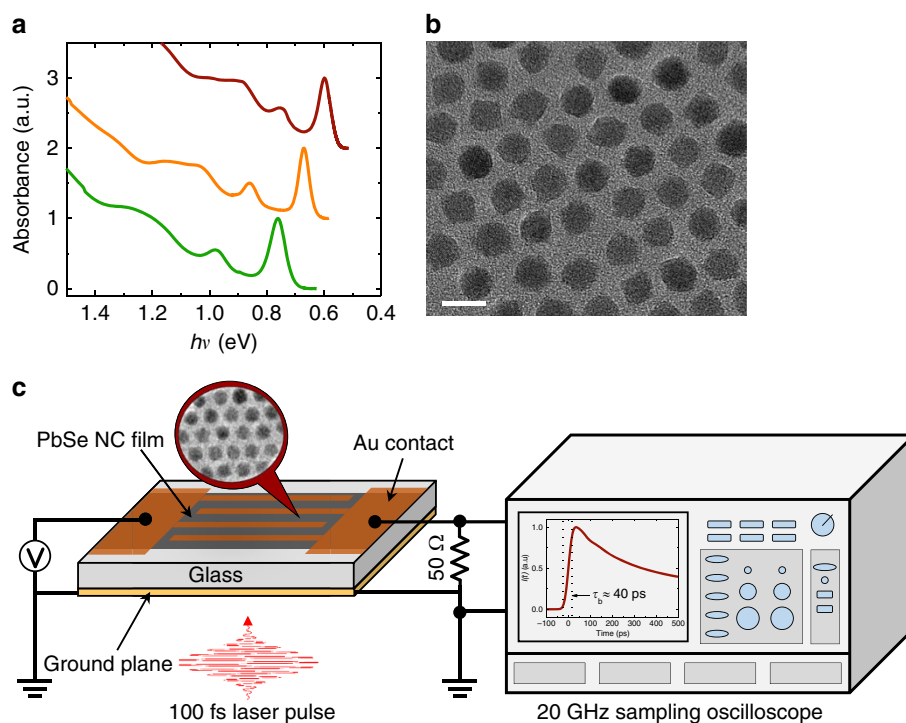 a
Absorbance (a.u.)
3
2
1
0
1.4 1.2 1.0 0.8 0.6 0.4
hν (eV)
b
c
PbSe NC film
Au contact
V
50 Ω
Glass
Ground plane
100 fs laser pulse
I(t) (a.u)
1.0
0.5
0.0
τb ≈ 40 ps
–100 0 100 200 300 400 500
Time (ps)
20 GHz sampling oscilloscope